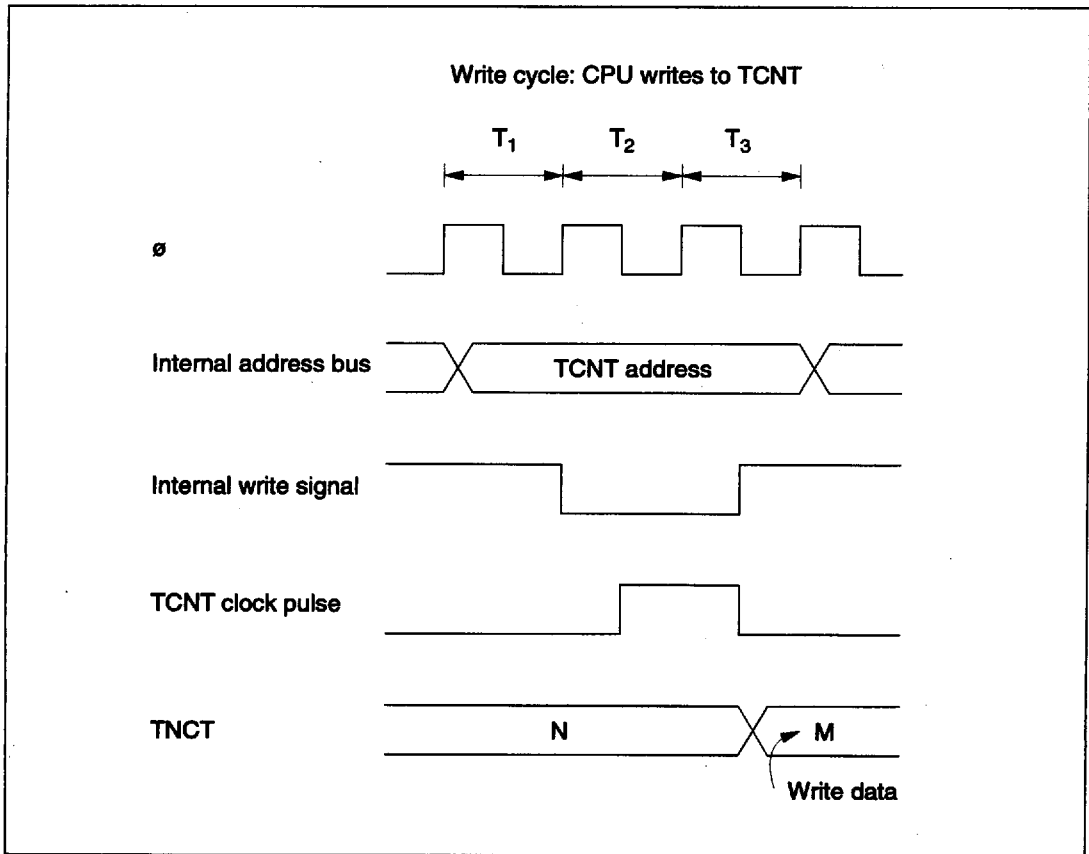 Write cycle: CPU writes to TCNT
T1 T2 T3
ø
Internal address bus
TCNT address
Internal write signal
TCNT clock pulse
TNCT
N
M
Write data